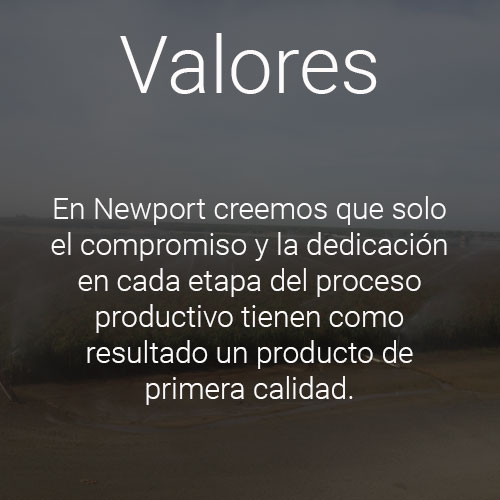 Valores
En Newport creemos que solo
el compromiso y la dedicación
en cada etapa del proceso
productivo tienen como
resultado un producto de
primera calidad.